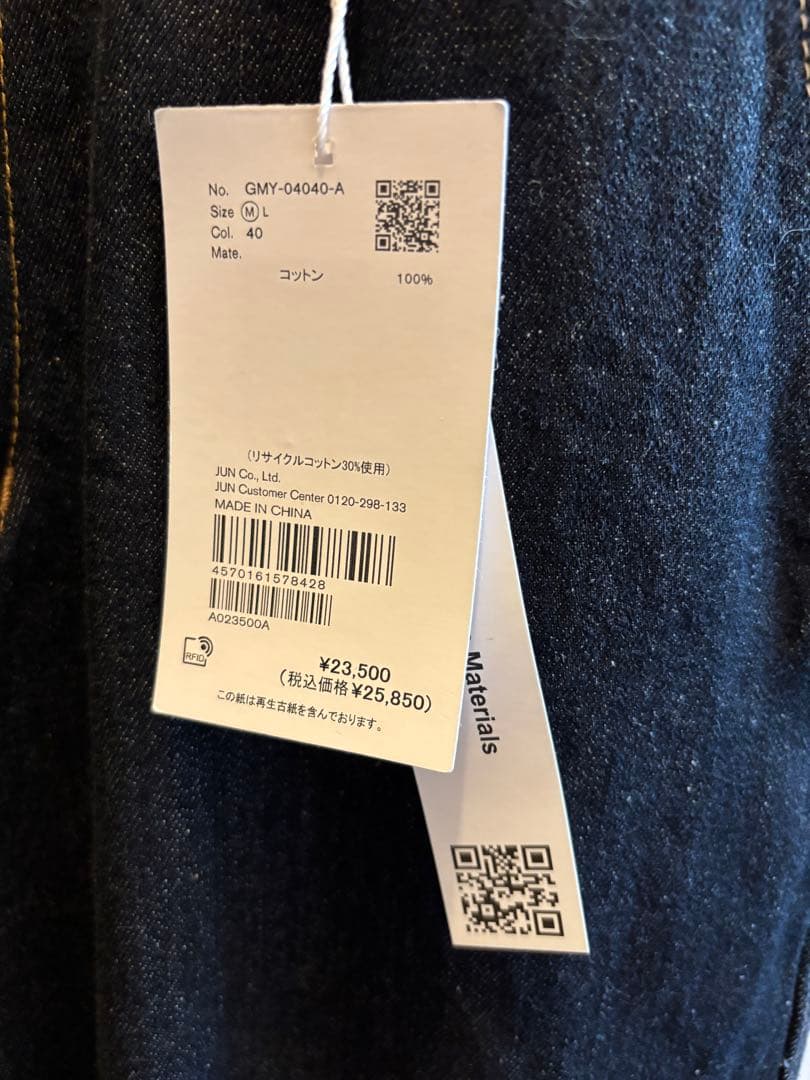 No. GMY-04040-A
Size Ⓜ L
Col. 40
Mate.
コットン 100%
(リサイクルコットン30%使用)
JUN Co., Ltd.
JUN Customer Center 0120-298-133
MADE IN CHINA
4570161578428
A023500A
RFID
¥23,500
(税込価格¥25,850)
この紙は再生古紙を含んでおります。
Materials